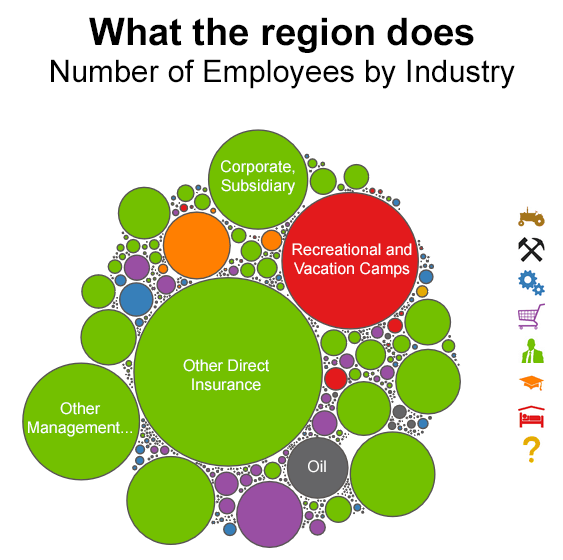 What the region does
Number of Employees by Industry
Corporate,
Subsidiary
Recreational and
Vacation Camps
Other Direct
Insurance
Other
Management...
Oil
?